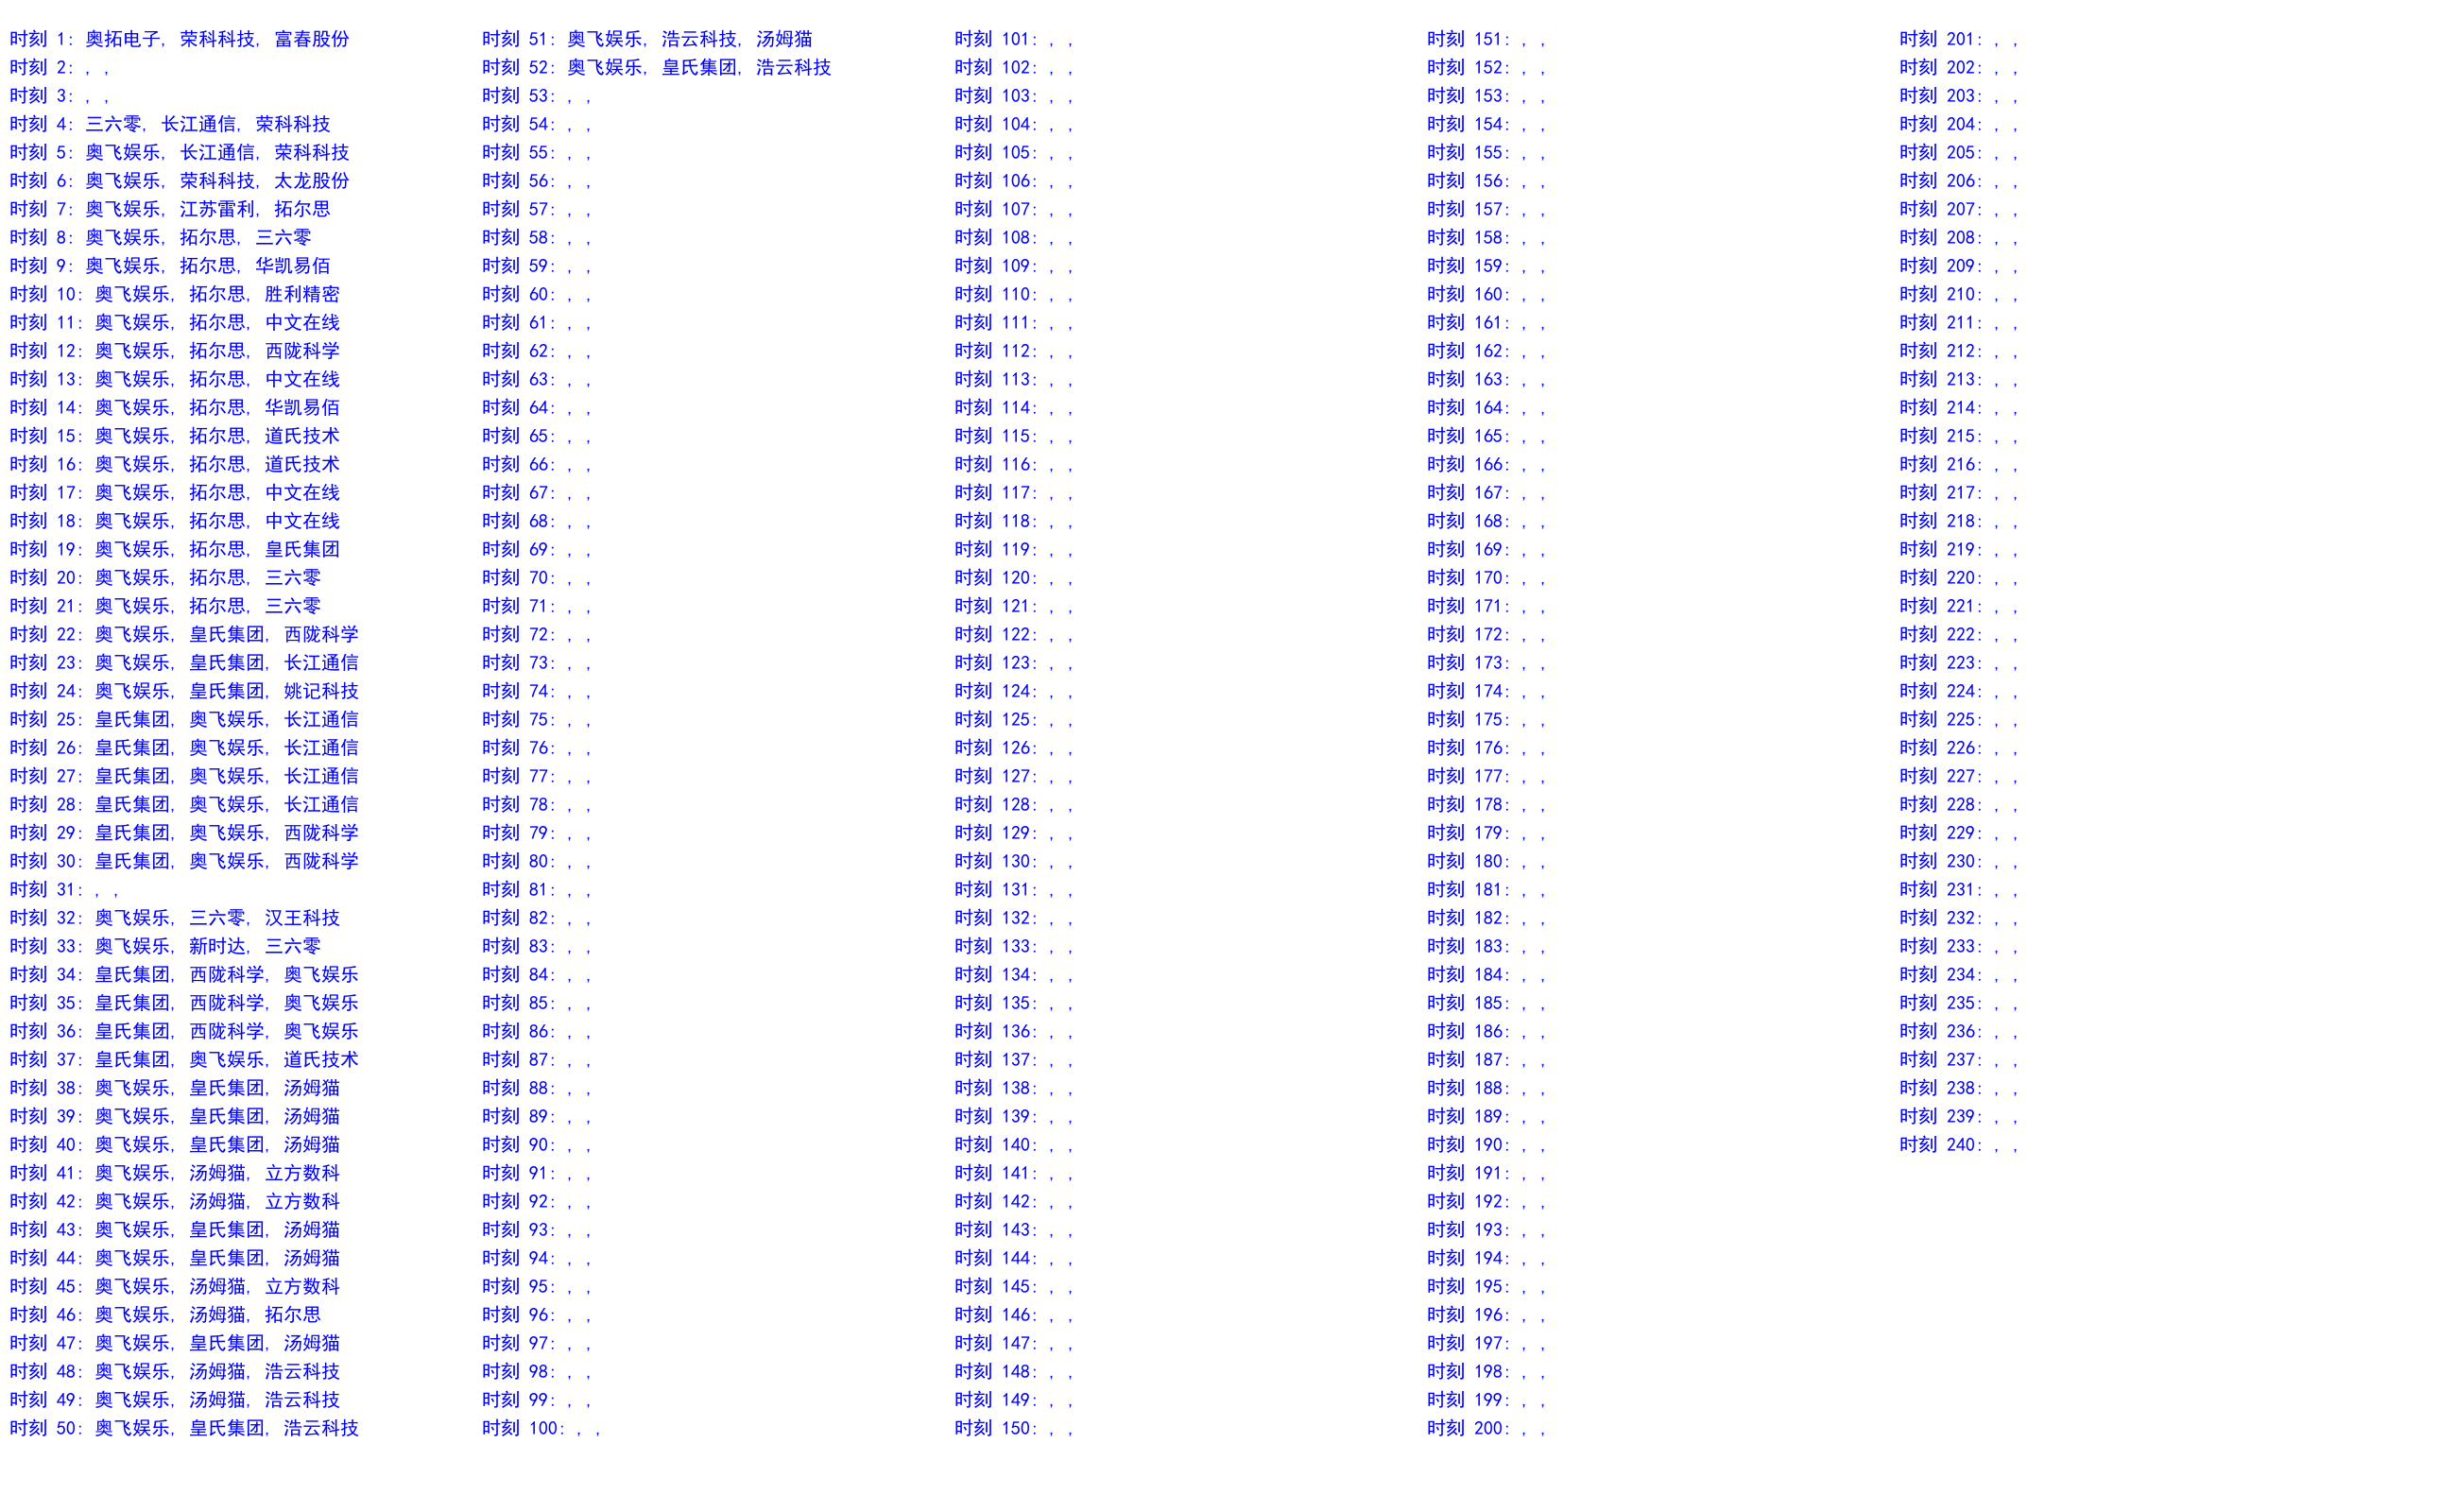 时刻 1: 奥拓电子, 荣科科技, 富春股份
时刻 2: , ,
时刻 3: , ,
时刻 4: 三六零, 长江通信, 荣科科技
时刻 5: 奥飞娱乐, 长江通信, 荣科科技
时刻 6: 奥飞娱乐, 荣科科技, 太龙股份
时刻 7: 奥飞娱乐, 江苏雷利, 拓尔思
时刻 8: 奥飞娱乐, 拓尔思, 三六零
时刻 9: 奥飞娱乐, 拓尔思, 华凯易佰
时刻 10: 奥飞娱乐, 拓尔思, 胜利精密
时刻 11: 奥飞娱乐, 拓尔思, 中文在线
时刻 12: 奥飞娱乐, 拓尔思, 西陇科学
时刻 13: 奥飞娱乐, 拓尔思, 中文在线
时刻 14: 奥飞娱乐, 拓尔思, 华凯易佰
时刻 15: 奥飞娱乐, 拓尔思, 道氏技术
时刻 16: 奥飞娱乐, 拓尔思, 道氏技术
时刻 17: 奥飞娱乐, 拓尔思, 中文在线
时刻 18: 奥飞娱乐, 拓尔思, 中文在线
时刻 19: 奥飞娱乐, 拓尔思, 皇氏集团
时刻 20: 奥飞娱乐, 拓尔思, 三六零
时刻 21: 奥飞娱乐, 拓尔思, 三六零
时刻 22: 奥飞娱乐, 皇氏集团, 西陇科学
时刻 23: 奥飞娱乐, 皇氏集团, 长江通信
时刻 24: 奥飞娱乐, 皇氏集团, 姚记科技
时刻 25: 皇氏集团, 奥飞娱乐, 长江通信
时刻 26: 皇氏集团, 奥飞娱乐, 长江通信
时刻 27: 皇氏集团, 奥飞娱乐, 长江通信
时刻 28: 皇氏集团, 奥飞娱乐, 长江通信
时刻 29: 皇氏集团, 奥飞娱乐, 西陇科学
时刻 30: 皇氏集团, 奥飞娱乐, 西陇科学
时刻 31: , ,
时刻 32: 奥飞娱乐, 三六零, 汉王科技
时刻 33: 奥飞娱乐, 新时达, 三六零
时刻 34: 皇氏集团, 西陇科学, 奥飞娱乐
时刻 35: 皇氏集团, 西陇科学, 奥飞娱乐
时刻 36: 皇氏集团, 西陇科学, 奥飞娱乐
时刻 37: 皇氏集团, 奥飞娱乐, 道氏技术
时刻 38: 奥飞娱乐, 皇氏集团, 汤姆猫
时刻 39: 奥飞娱乐, 皇氏集团, 汤姆猫
时刻 40: 奥飞娱乐, 皇氏集团, 汤姆猫
时刻 41: 奥飞娱乐, 汤姆猫, 立方数科
时刻 42: 奥飞娱乐, 汤姆猫, 立方数科
时刻 43: 奥飞娱乐, 皇氏集团, 汤姆猫
时刻 44: 奥飞娱乐, 皇氏集团, 汤姆猫
时刻 45: 奥飞娱乐, 汤姆猫, 立方数科
时刻 46: 奥飞娱乐, 汤姆猫, 拓尔思
时刻 47: 奥飞娱乐, 皇氏集团, 汤姆猫
时刻 48: 奥飞娱乐, 汤姆猫, 浩云科技
时刻 49: 奥飞娱乐, 汤姆猫, 浩云科技
时刻 50: 奥飞娱乐, 皇氏集团, 浩云科技
时刻 51: 奥飞娱乐, 浩云科技, 汤姆猫
时刻 52: 奥飞娱乐, 皇氏集团, 浩云科技
时刻 53: , ,
时刻 54: , ,
时刻 55: , ,
时刻 56: , ,
时刻 57: , ,
时刻 58: , ,
时刻 59: , ,
时刻 60: , ,
时刻 61: , ,
时刻 62: , ,
时刻 63: , ,
时刻 64: , ,
时刻 65: , ,
时刻 66: , ,
时刻 67: , ,
时刻 68: , ,
时刻 69: , ,
时刻 70: , ,
时刻 71: , ,
时刻 72: , ,
时刻 73: , ,
时刻 74: , ,
时刻 75: , ,
时刻 76: , ,
时刻 77: , ,
时刻 78: , ,
时刻 79: , ,
时刻 80: , ,
时刻 81: , ,
时刻 82: , ,
时刻 83: , ,
时刻 84: , ,
时刻 85: , ,
时刻 86: , ,
时刻 87: , ,
时刻 88: , ,
时刻 89: , ,
时刻 90: , ,
时刻 91: , ,
时刻 92: , ,
时刻 93: , ,
时刻 94: , ,
时刻 95: , ,
时刻 96: , ,
时刻 97: , ,
时刻 98: , ,
时刻 99: , ,
时刻 100: , ,
时刻 101: , ,
时刻 102: , ,
时刻 103: , ,
时刻 104: , ,
时刻 105: , ,
时刻 106: , ,
时刻 107: , ,
时刻 108: , ,
时刻 109: , ,
时刻 110: , ,
时刻 111: , ,
时刻 112: , ,
时刻 113: , ,
时刻 114: , ,
时刻 115: , ,
时刻 116: , ,
时刻 117: , ,
时刻 118: , ,
时刻 119: , ,
时刻 120: , ,
时刻 121: , ,
时刻 122: , ,
时刻 123: , ,
时刻 124: , ,
时刻 125: , ,
时刻 126: , ,
时刻 127: , ,
时刻 128: , ,
时刻 129: , ,
时刻 130: , ,
时刻 131: , ,
时刻 132: , ,
时刻 133: , ,
时刻 134: , ,
时刻 135: , ,
时刻 136: , ,
时刻 137: , ,
时刻 138: , ,
时刻 139: , ,
时刻 140: , ,
时刻 141: , ,
时刻 142: , ,
时刻 143: , ,
时刻 144: , ,
时刻 145: , ,
时刻 146: , ,
时刻 147: , ,
时刻 148: , ,
时刻 149: , ,
时刻 150: , ,
时刻 151: , ,
时刻 152: , ,
时刻 153: , ,
时刻 154: , ,
时刻 155: , ,
时刻 156: , ,
时刻 157: , ,
时刻 158: , ,
时刻 159: , ,
时刻 160: , ,
时刻 161: , ,
时刻 162: , ,
时刻 163: , ,
时刻 164: , ,
时刻 165: , ,
时刻 166: , ,
时刻 167: , ,
时刻 168: , ,
时刻 169: , ,
时刻 170: , ,
时刻 171: , ,
时刻 172: , ,
时刻 173: , ,
时刻 174: , ,
时刻 175: , ,
时刻 176: , ,
时刻 177: , ,
时刻 178: , ,
时刻 179: , ,
时刻 180: , ,
时刻 181: , ,
时刻 182: , ,
时刻 183: , ,
时刻 184: , ,
时刻 185: , ,
时刻 186: , ,
时刻 187: , ,
时刻 188: , ,
时刻 189: , ,
时刻 190: , ,
时刻 191: , ,
时刻 192: , ,
时刻 193: , ,
时刻 194: , ,
时刻 195: , ,
时刻 196: , ,
时刻 197: , ,
时刻 198: , ,
时刻 199: , ,
时刻 200: , ,
时刻 201: , ,
时刻 202: , ,
时刻 203: , ,
时刻 204: , ,
时刻 205: , ,
时刻 206: , ,
时刻 207: , ,
时刻 208: , ,
时刻 209: , ,
时刻 210: , ,
时刻 211: , ,
时刻 212: , ,
时刻 213: , ,
时刻 214: , ,
时刻 215: , ,
时刻 216: , ,
时刻 217: , ,
时刻 218: , ,
时刻 219: , ,
时刻 220: , ,
时刻 221: , ,
时刻 222: , ,
时刻 223: , ,
时刻 224: , ,
时刻 225: , ,
时刻 226: , ,
时刻 227: , ,
时刻 228: , ,
时刻 229: , ,
时刻 230: , ,
时刻 231: , ,
时刻 232: , ,
时刻 233: , ,
时刻 234: , ,
时刻 235: , ,
时刻 236: , ,
时刻 237: , ,
时刻 238: , ,
时刻 239: , ,
时刻 240: , ,